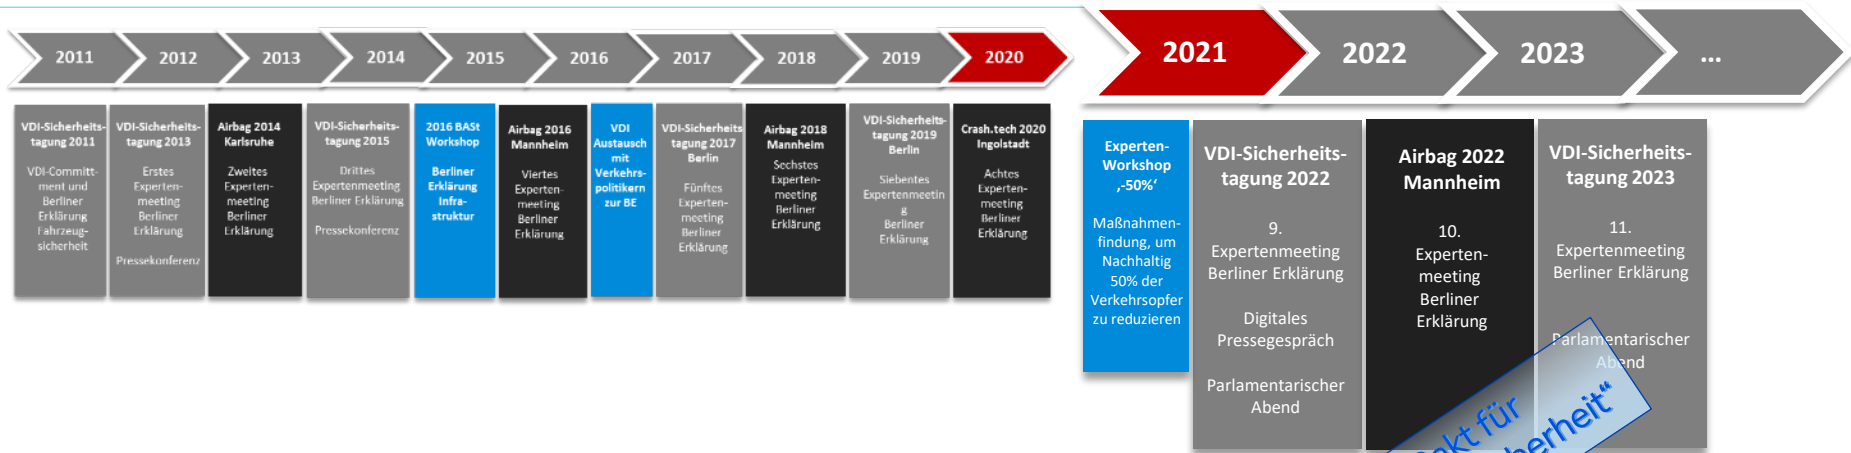 2011
2012
2013
2014
2015
2016
2017
2018
2019
2020
2021
2022
2023
...
VDI-Sicherheits-
tagung 2011
VDI-Committ-
ment und
Berliner
Erklärung
Fahrzeug-
sicherheit
VDI-Sicherheits-
tagung 2013
Erstes
Experten-
meeting
Berliner
Erklärung
Pressekonferenz
Airbag 2014
Karlsruhe
Zweites
Experten-
meeting
Berliner
Erklärung
VDI-Sicherheits-
tagung 2015
Drittes
Expertenmeeting
Berliner Erklärung
Pressekonferenz
2016 BASt
Workshop
Berliner
Erklärung
Infra-
struktur
Airbag 2016
Mannheim
Viertes
Experten-
meeting
Berliner
Erklärung
VDI
Austausch
mit
Verkehrs-
politikern
zur BE
VDI-Sicherheits
tagung 2017
Berlin
Fünftes
Experten-
meeting
Berliner
Erklärung
Airbag 2018
Mannheim
Sechstes
Experten-
meeting
Berliner
Erklärung
VDI-Sicherheits-
tagung 2019
Berlin
Siebentes
Expertenmeetin
g
Berliner
Erklärung
Crash.tech 2020
Ingolstadt
Achtes
Experten-
meeting
Berliner
Erklärung
Experten-
Workshop
‚-50%‘
Maßnahmen-
findung, um
Nachhaltig
50% der
Verkehrsopfer
zu reduzieren
VDI-Sicherheits-
tagung 2022
9.
Expertenmeeting
Berliner Erklärung
Digitales
Pressegespräch
Parlamentarischer
Abend
Airbag 2022
Mannheim
10.
Experten-
meeting
Berliner
Erklärung
VDI-Sicherheits-
tagung 2023
11.
Expertenmeeting
Berliner Erklärung
Parlamentarischer
Abend
für